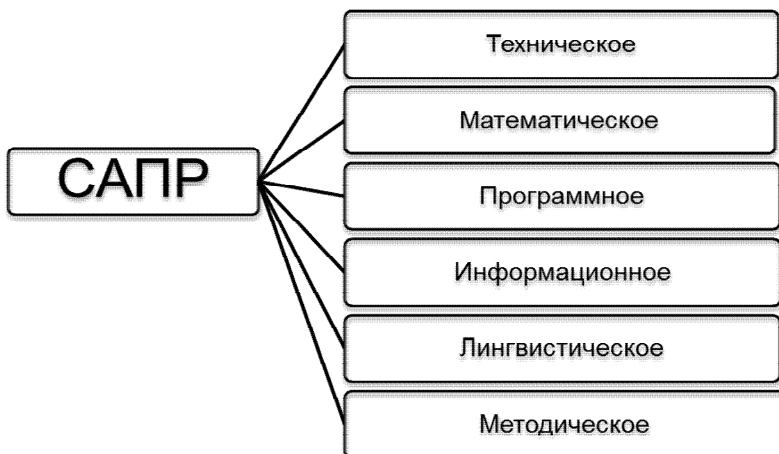 САПР
Техническое
Математическое
Программное
Информационное
Лингвистическое
Методическое